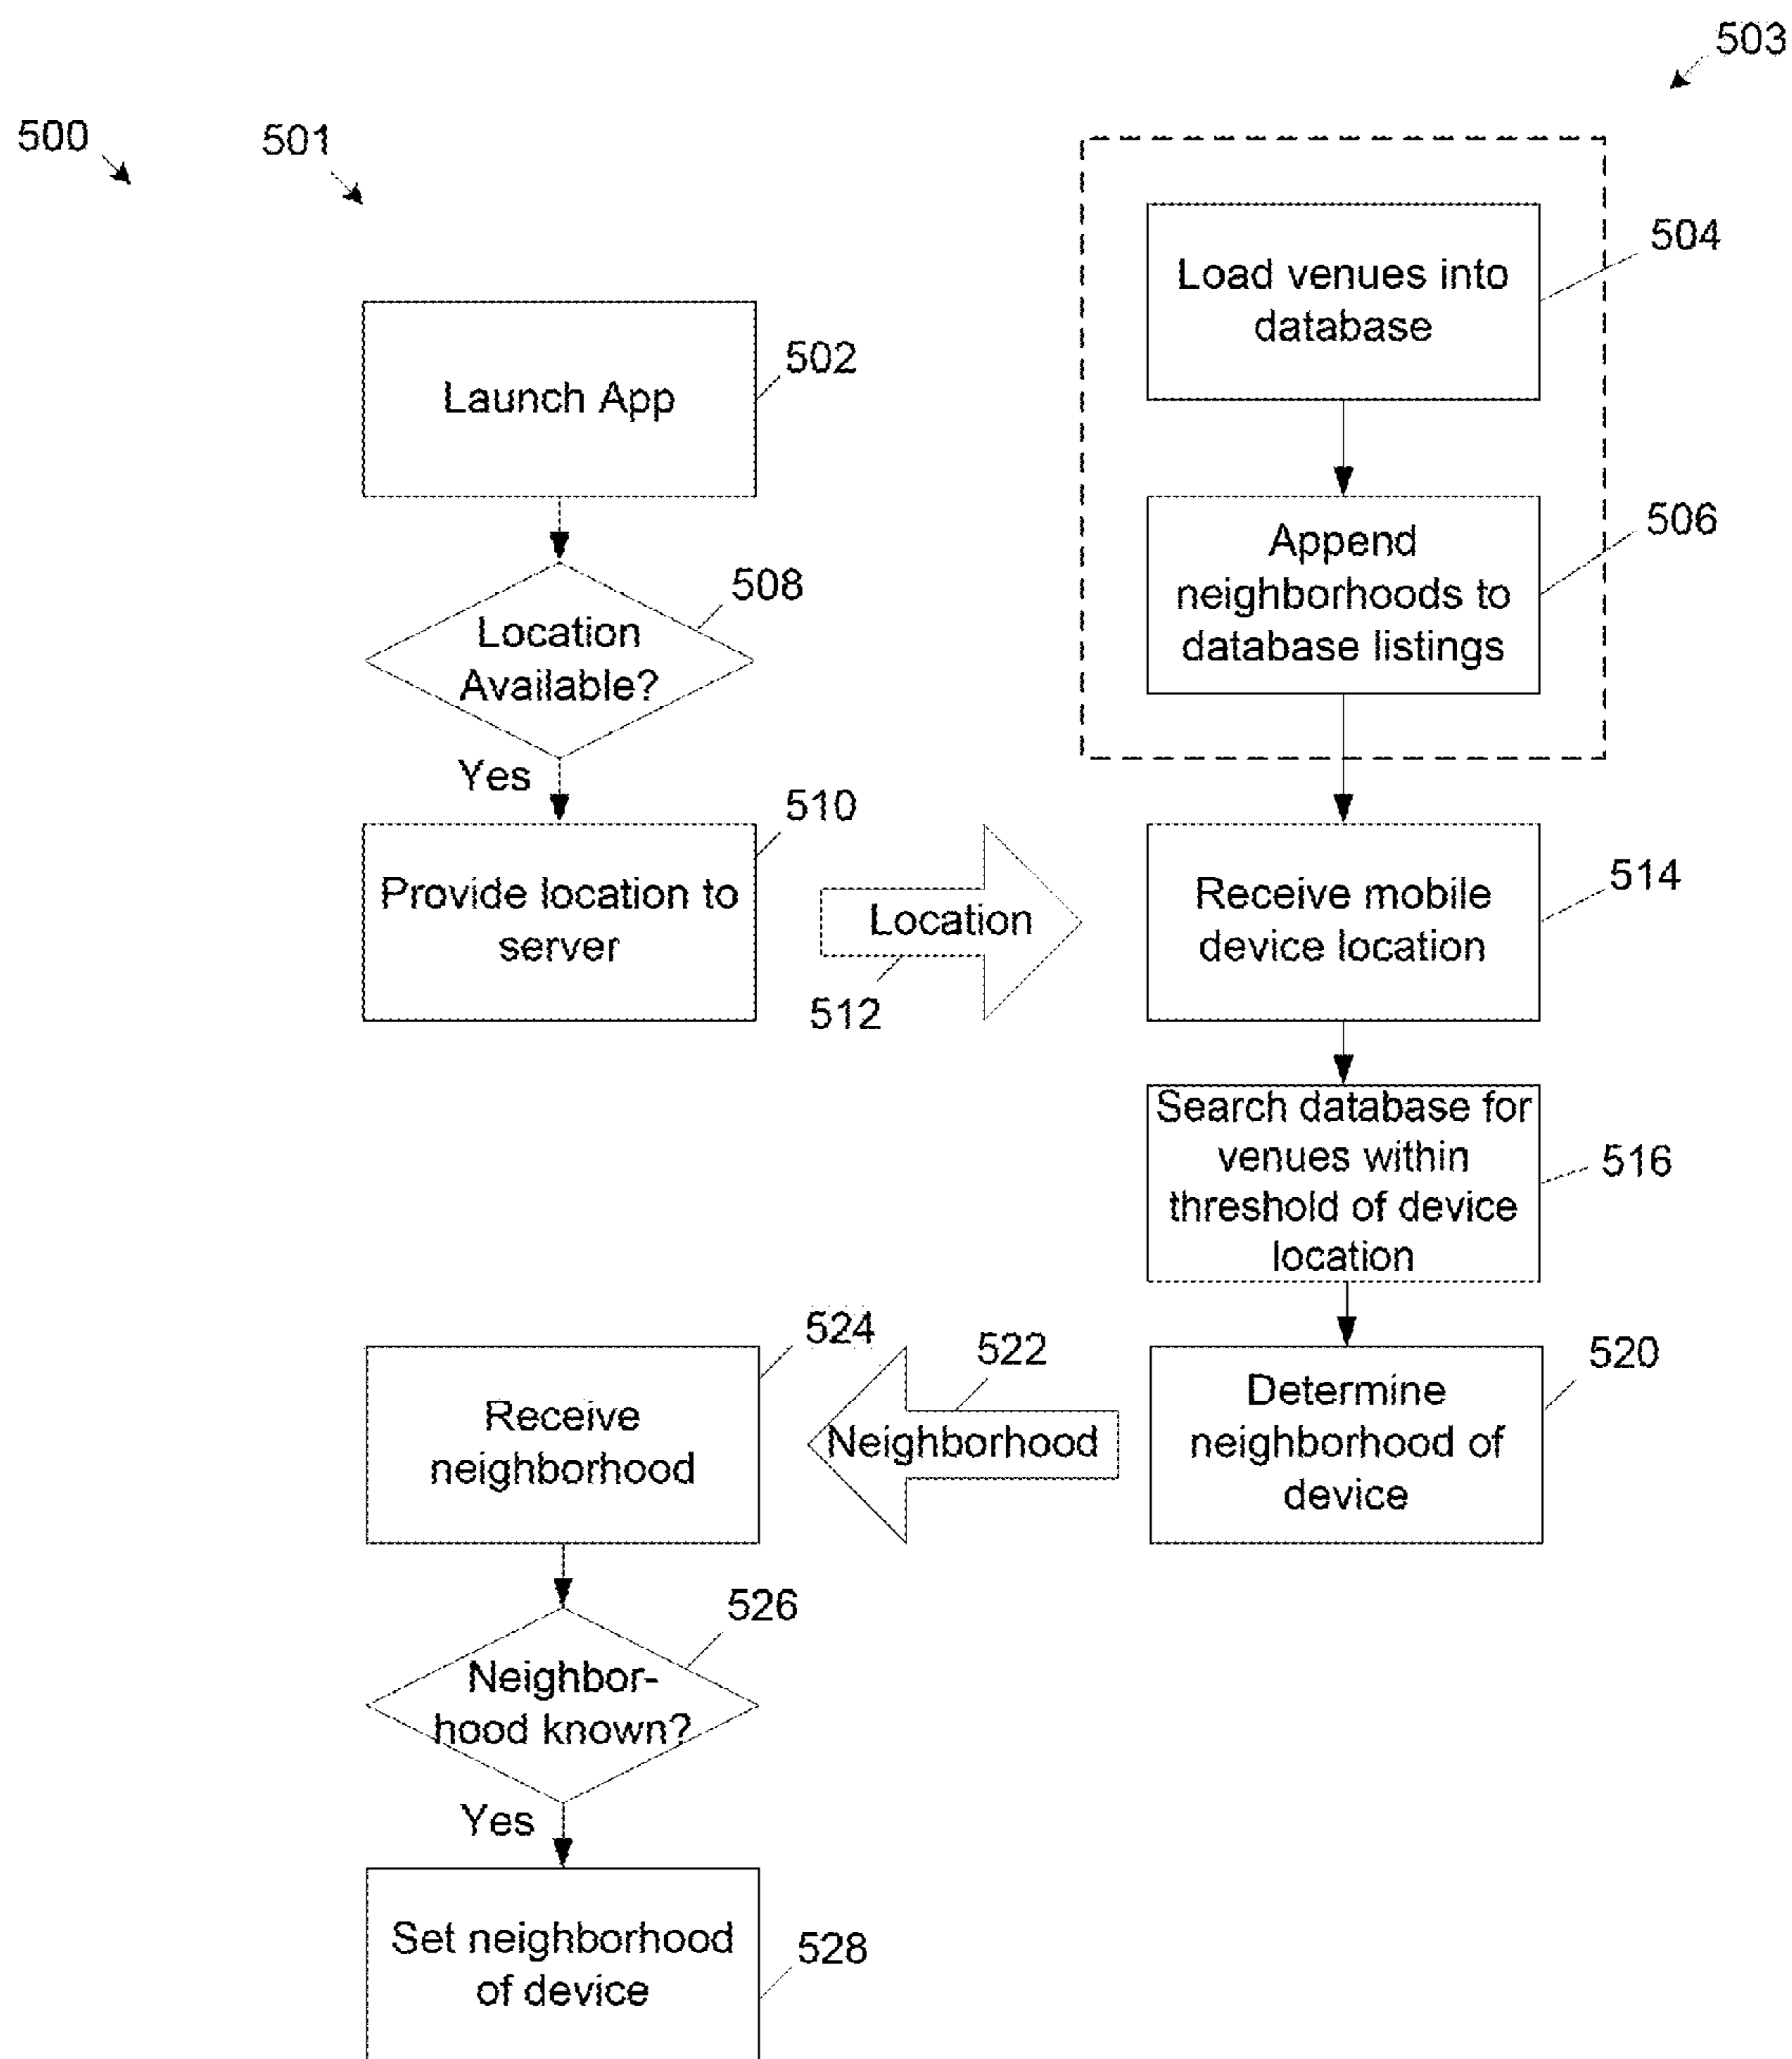 503
500
501
504
Load venues into
database
502
Launch App
506
Append
neighborhoods to
database listings
508
Location
Available?
Yes
510
Provide location to
server
Location
512
514
Receive mobile
device location
516
Search database for
venues within
threshold of device
location
520
Determine
neighborhood of
device
522
Neighborhood
524
Receive
neighborhood
526
Neighbor-
hood known?
Yes
528
Set neighborhood
of device